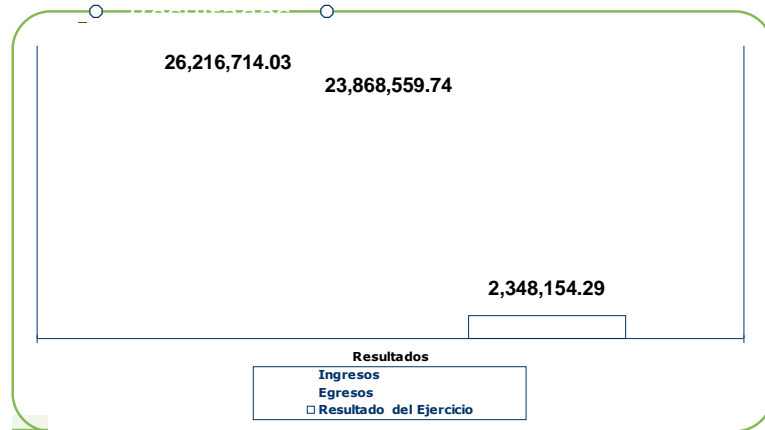 26,216,714.03
23,868,559.74
2,348,154.29
Resultados
Ingresos
Egresos
Resultado del Ejercicio